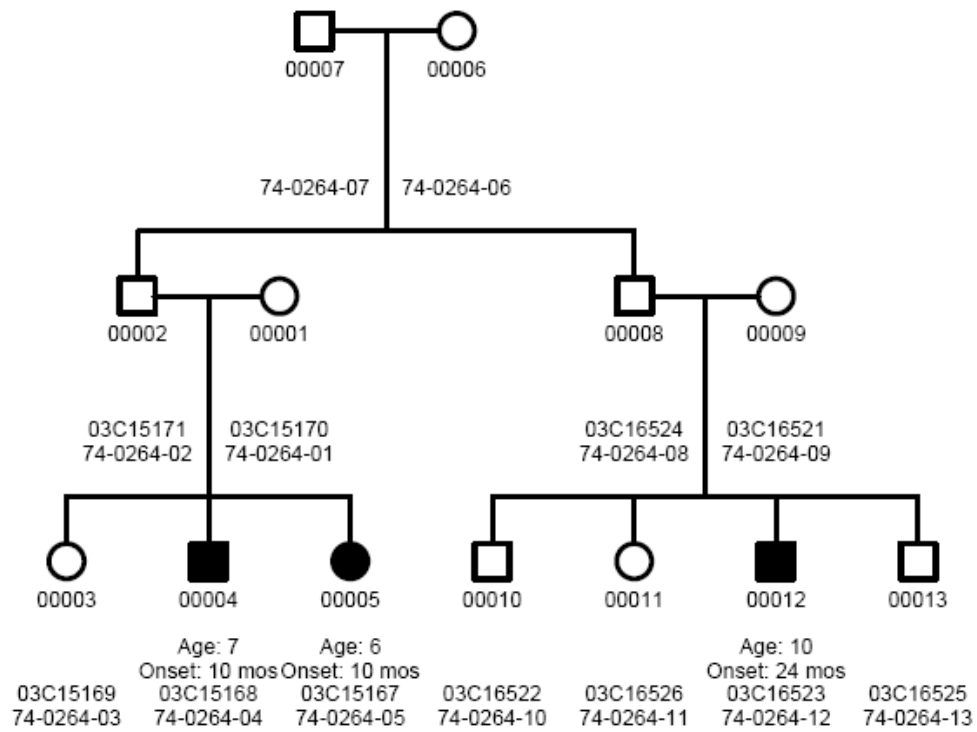 00007 00006
74-0264-07 74-0264-06
00002 00001 00008 00009
03C15171 03C15170 03C16524 03C16521
74-0264-02 74-0264-01 74-0264-08 74-0264-09
00003 00004 00005 00010 00011 00012 00013
Age: 7 Age: 6 Age: 10
Onset: 10 mos Onset: 10 mos Onset: 24 mos
03C15169 03C15168 03C15167 03C16522 03C16526 03C16523 03C16525
74-0264-03 74-0264-04 74-0264-05 74-0264-10 74-0264-11 74-0264-12 74-0264-13